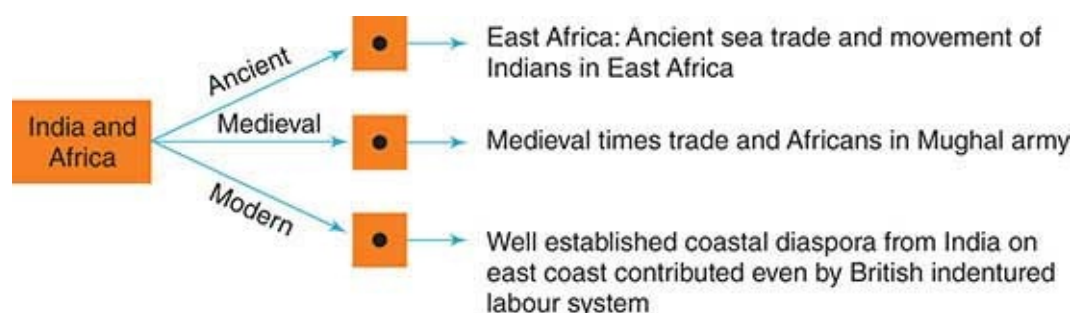 India and
Africa
Ancient
East Africa: Ancient sea trade and movement of
Indians in East Africa
Medieval
Medieval times trade and Africans in Mughal army
Modern
Well established coastal diaspora from India on
east coast contributed even by British indentured
labour system